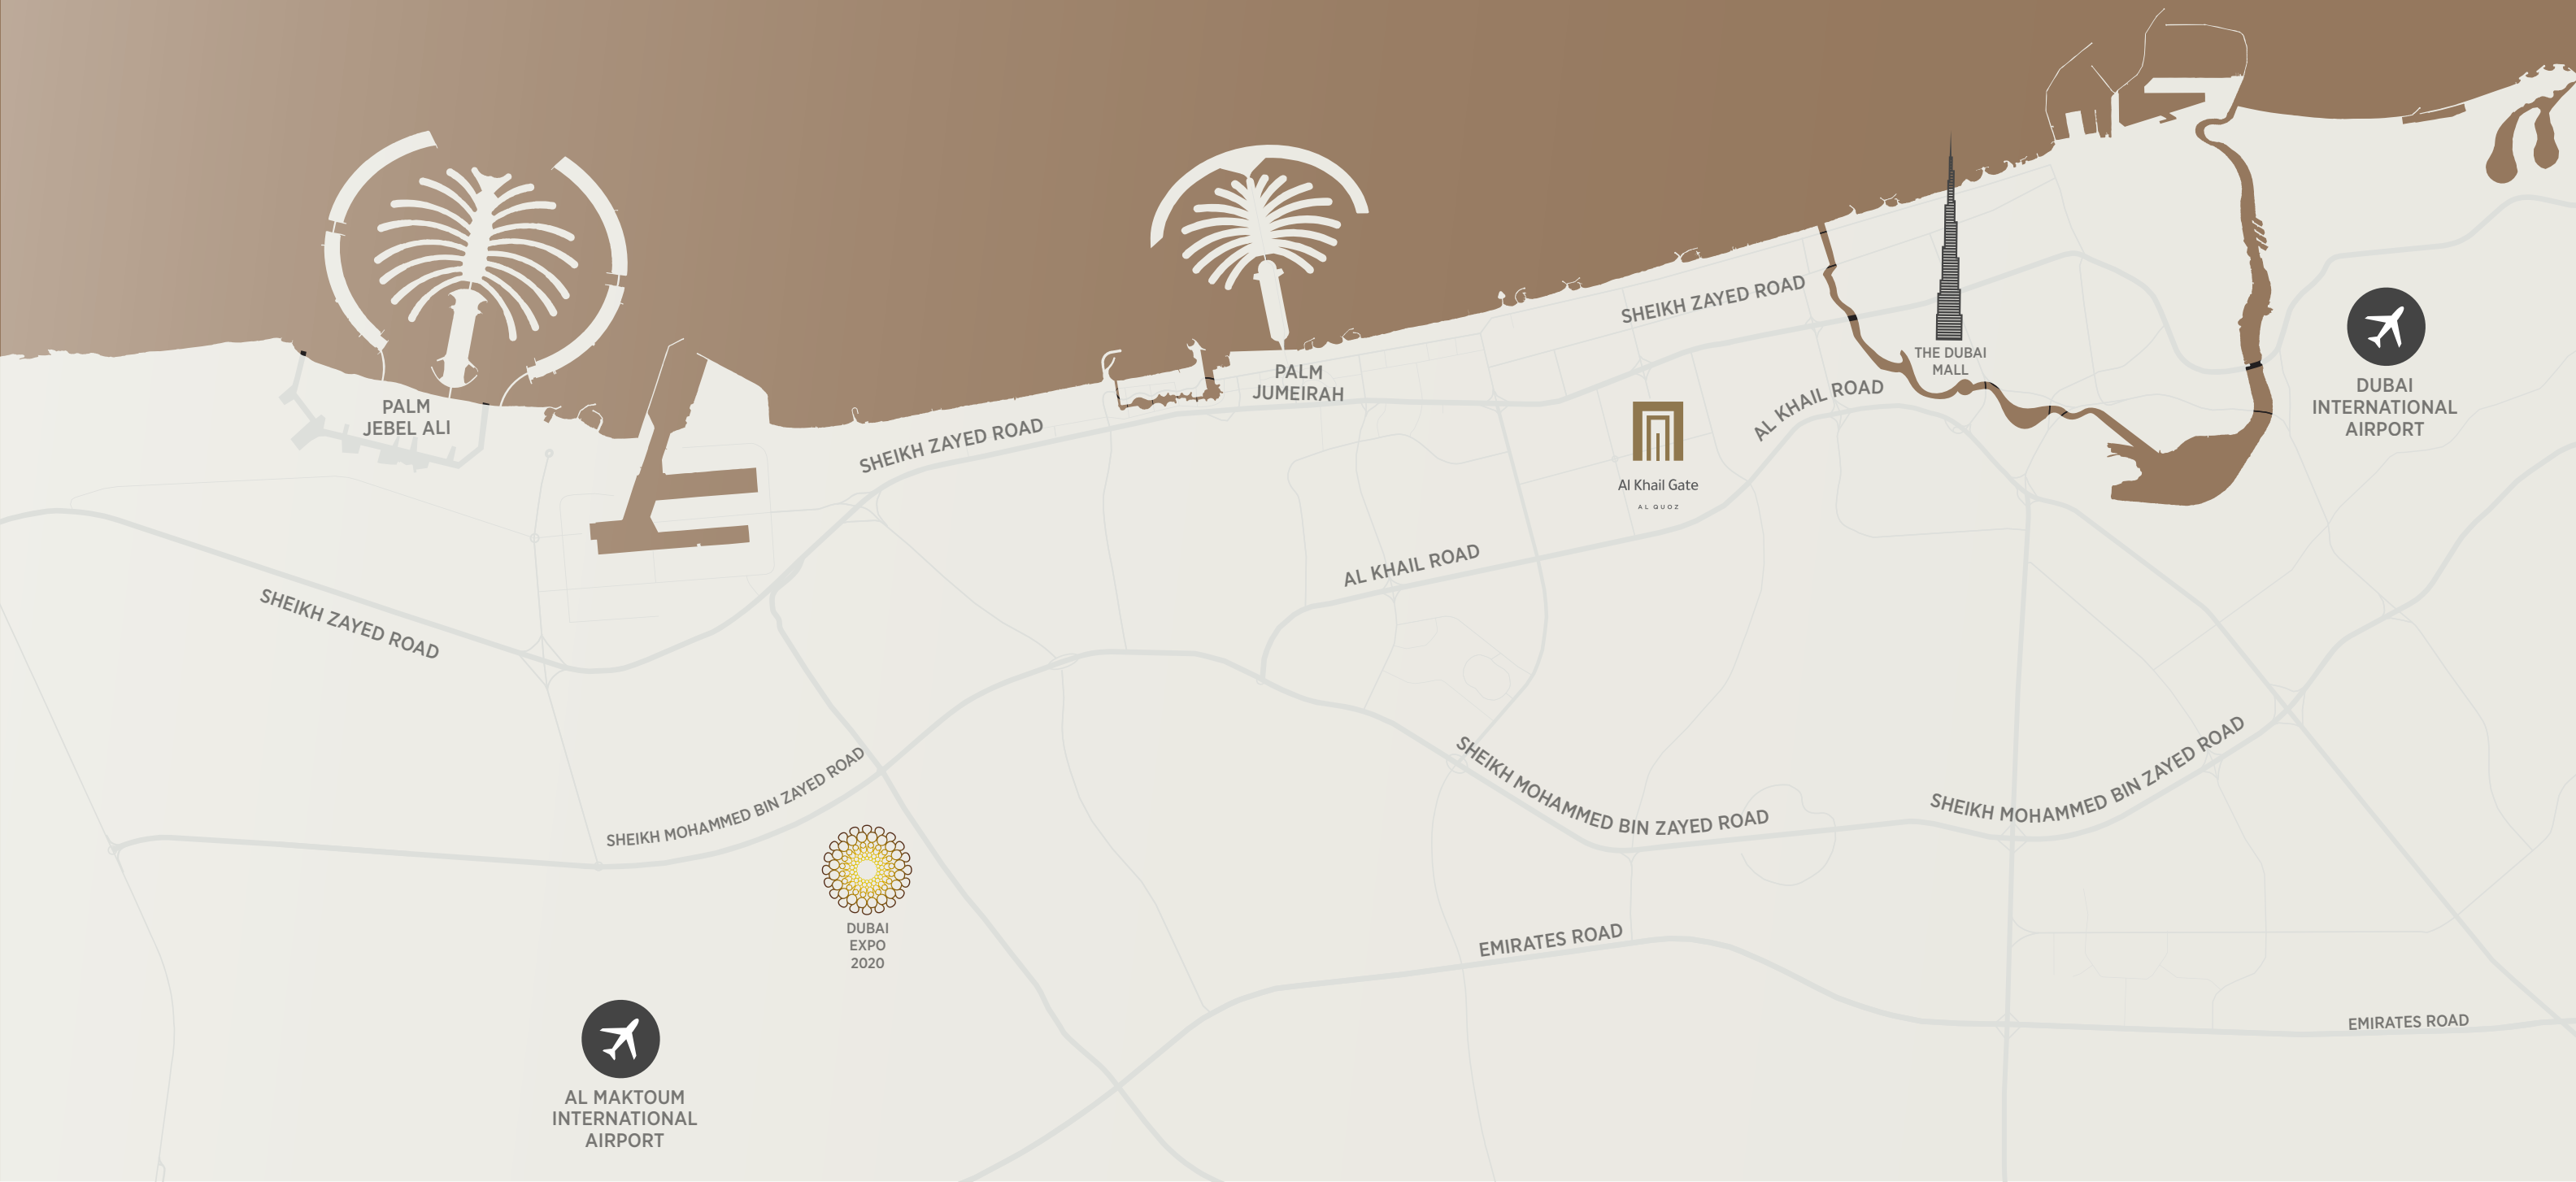 SHEIKH ZAYED ROAD
THE DUBAI
MALL
PALM
JUMEIRAH
DUBAI
INTERNATIONAL
AIRPORT
PALM
JEBEL ALI
AL KHAIL ROAD
SHEIKH ZAYED ROAD
Al Khail Gate
AL QUOZ
AL KHAIL ROAD
SHEIKH ZAYED ROAD
SHEIKH MOHAMMED BIN ZAYED ROAD
SHEIKH MOHAMMED BIN ZAYED ROAD
SHEIKH MOHAMMED BIN ZAYED ROAD
DUBAI
EXPO
2020
EMIRATES ROAD
EMIRATES ROAD
AL MAKTOUM
INTERNATIONAL
AIRPORT